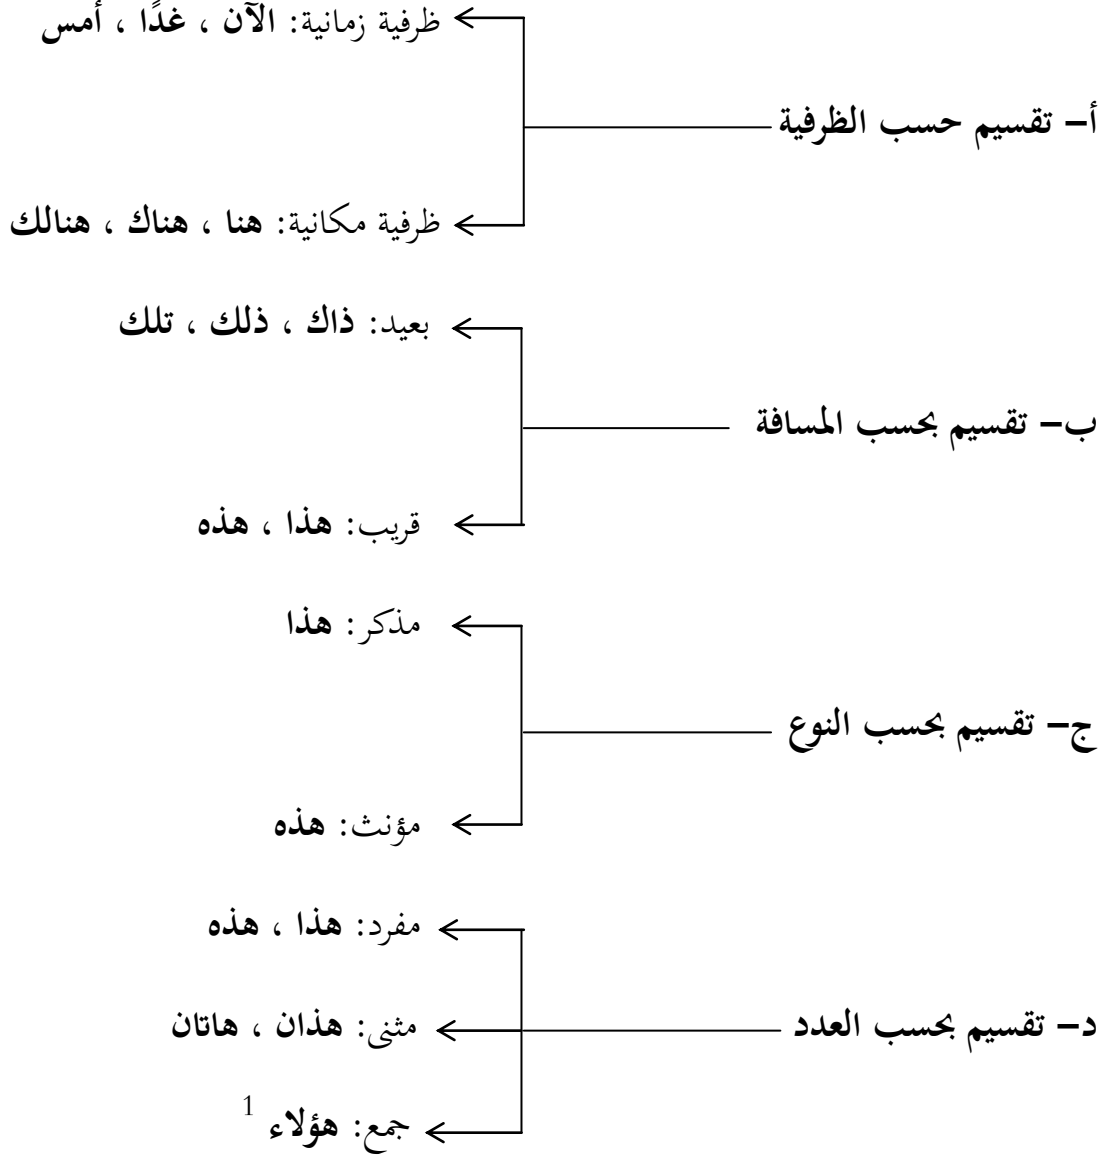 ظرفية زمانية: الآن ، غدًا ، أمس
أ– تقسيم حسب الظرفية
ظرفية مكانية: هنا ، هناك ، هنالك
بعيد: ذاك ، ذلك ، تلك
ب– تقسيم بحسب المسافة
قريب: هذا ، هذه
مذكر: هذا
ج– تقسيم بحسب النوع
مؤنث: هذه
مفرد: هذا ، هذه
مثنى: هذان ، هاتان
د– تقسيم بحسب العدد
جمع: هؤلاء 1